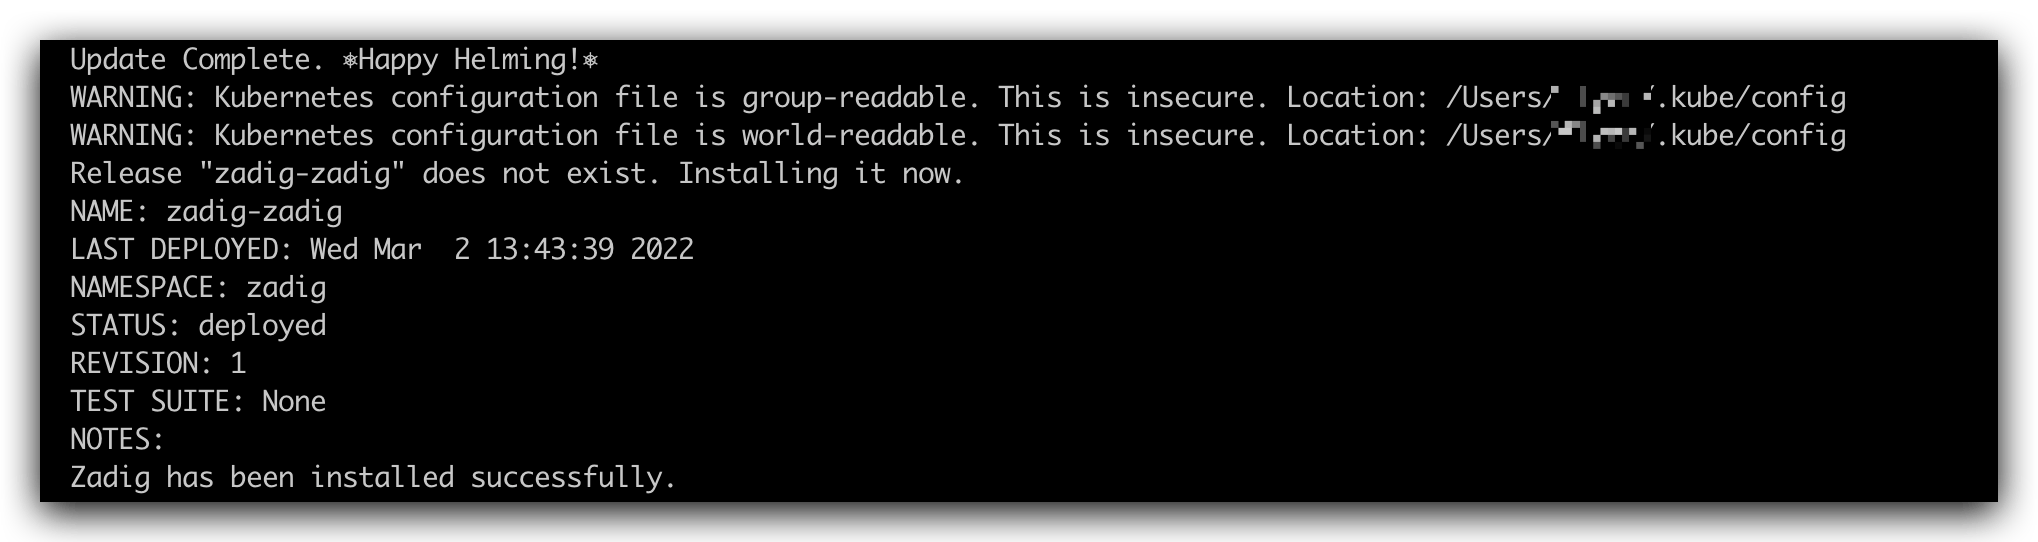 Update Complete. ⎈Happy Helming!⎈
WARNING: Kubernetes configuration file is group-readable. This is insecure. Location: /Users/ /.kube/config
WARNING: Kubernetes configuration file is world-readable. This is insecure. Location: /Users/ /.kube/config
Release "zadig-zadig" does not exist. Installing it now.
NAME: zadig-zadig
LAST DEPLOYED: Wed Mar  2 13:43:39 2022
NAMESPACE: zadig
STATUS: deployed
REVISION: 1
TEST SUITE: None
NOTES:
Zadig has been installed successfully.